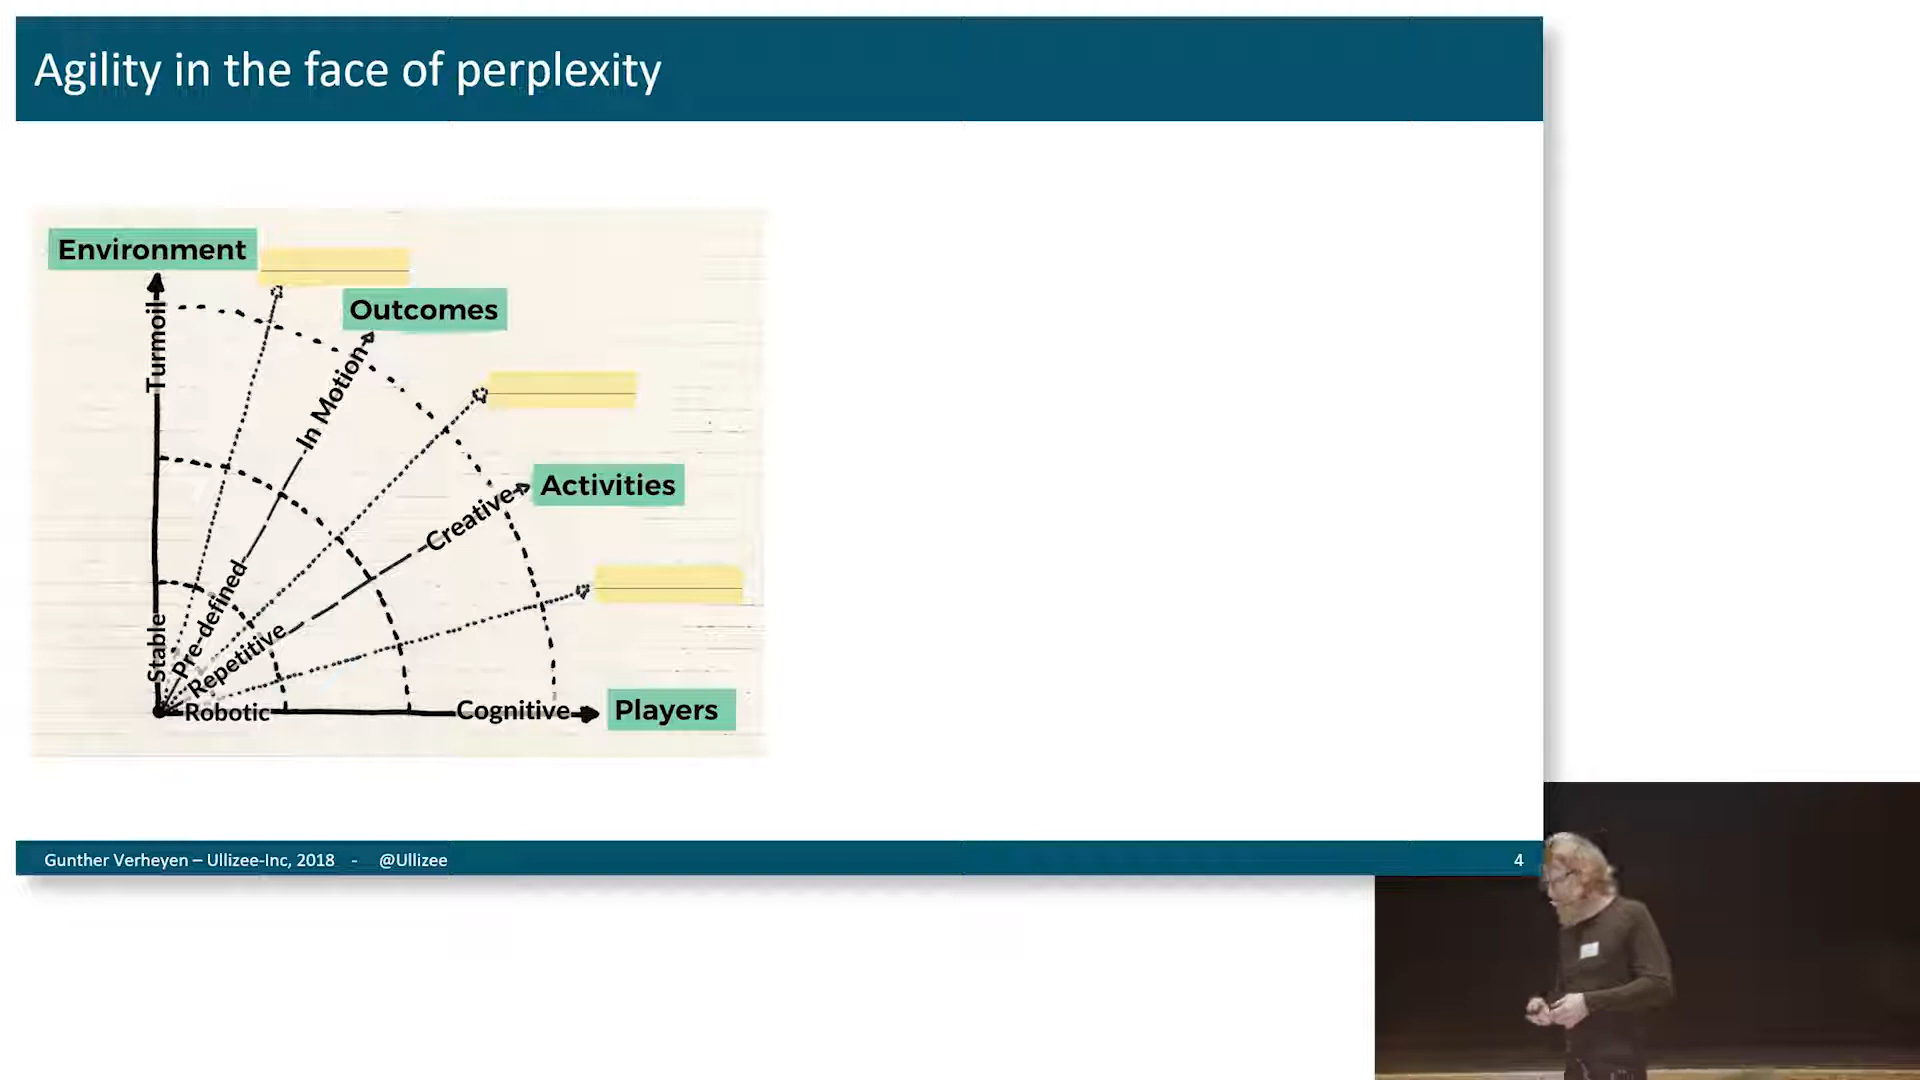 Agility in the face of perplexity
Environment
Outcomes
Activities
Players
Turmoil
Stable
In Motion
Pre-defined
Creative
Repetitive
Robotic
Cognitive
Gunther Verheyen – Ullizee-Inc, 2018 - @Ullizee
4